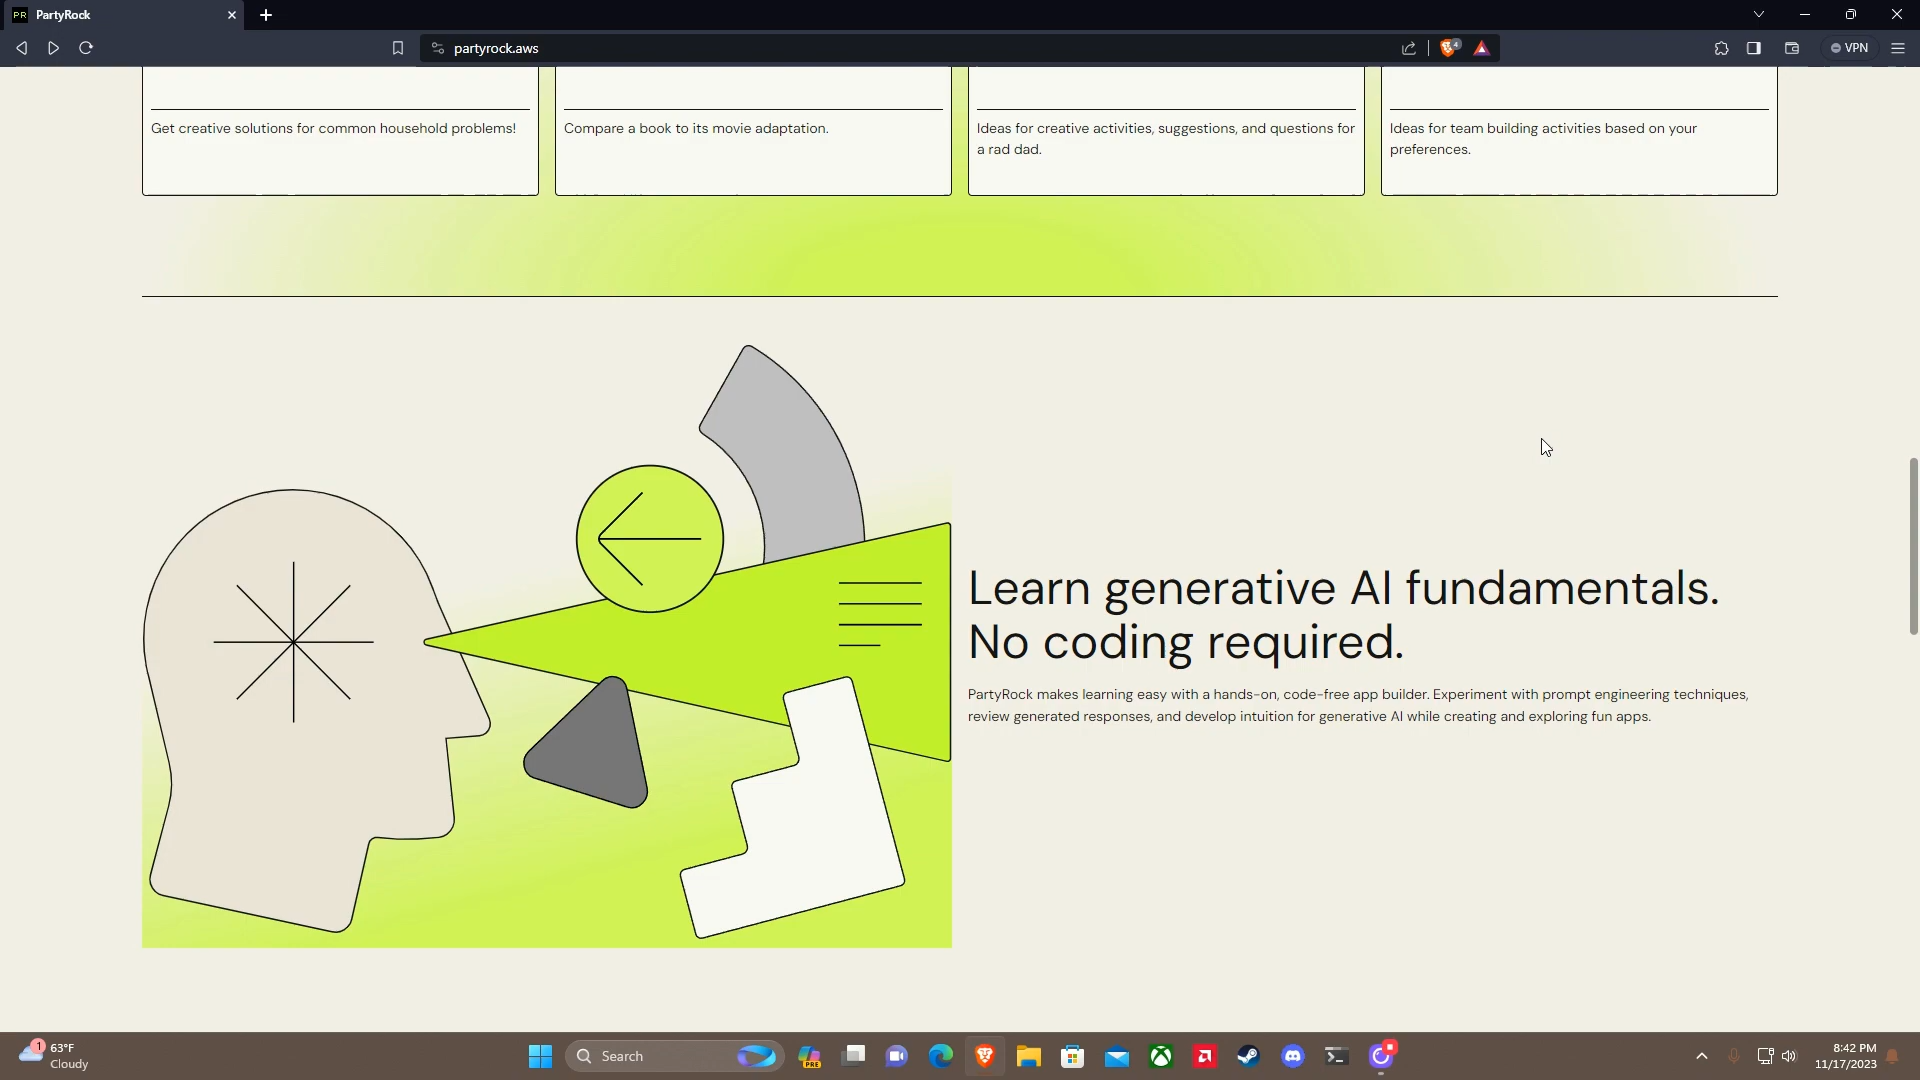 PR PartyRock
partyrock.aws
4
VPN
Get creative solutions for common household problems!
Compare a book to its movie adaptation.
Ideas for creative activities, suggestions, and questions for
a rad dad.
Ideas for team building activities based on your
preferences.
Learn generative AI fundamentals.
No coding required.
PartyRock makes learning easy with a hands-on, code-free app builder. Experiment with prompt engineering techniques,
review generated responses, and develop intuition for generative AI while creating and exploring fun apps.
1
63°F
Cloudy
Search
PRE
8:42 PM
11/17/2023